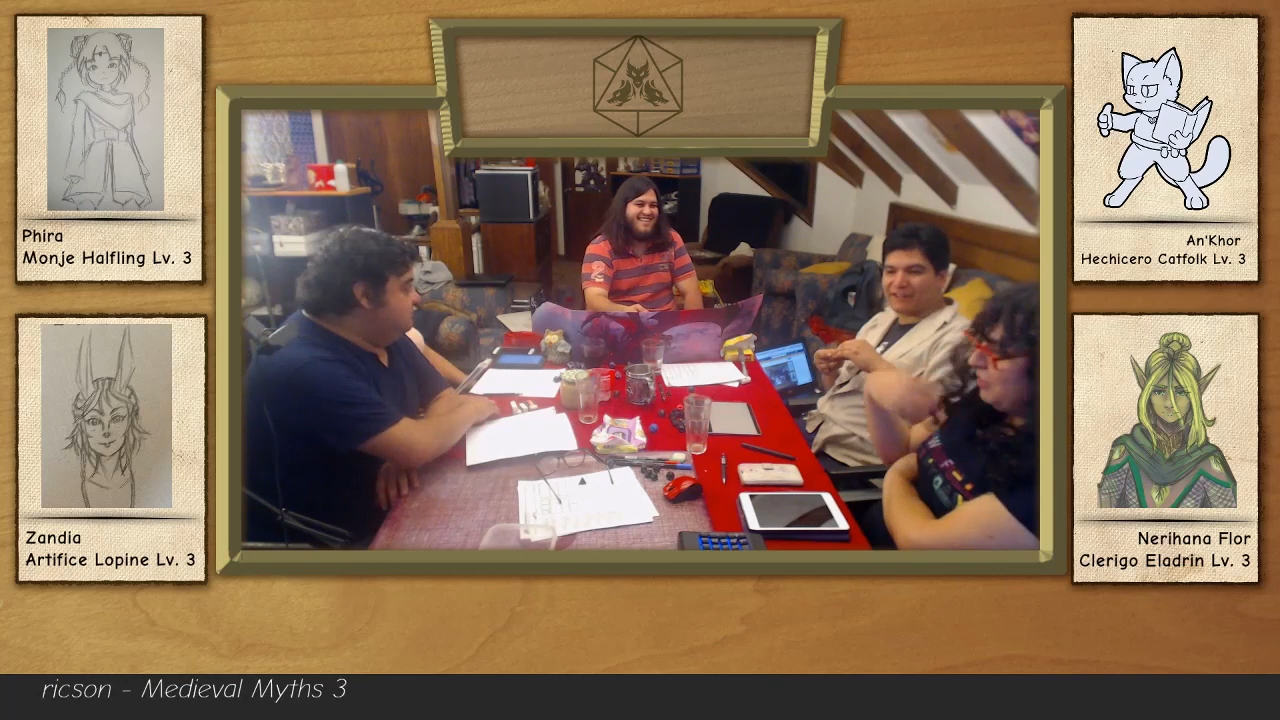 Phira
Monje Halfling Lv. 3
An'Khor
Hechicero Catfolk Lv. 3
Zandia
Artifice Lopine Lv. 3
Nerihana Flor
Clerigo Eladrin Lv. 3
ricson - Medieval Myths 3